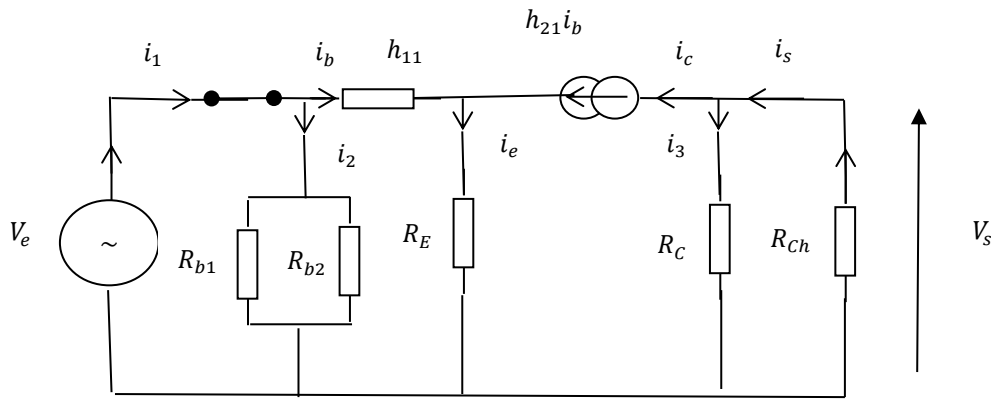 h₂₁i_b
i₁ i_b h₁₁ i_c i_s
i₂ i_e i₃
V_e ~ R_b1 R_b2 R_E R_C R_Ch V_s